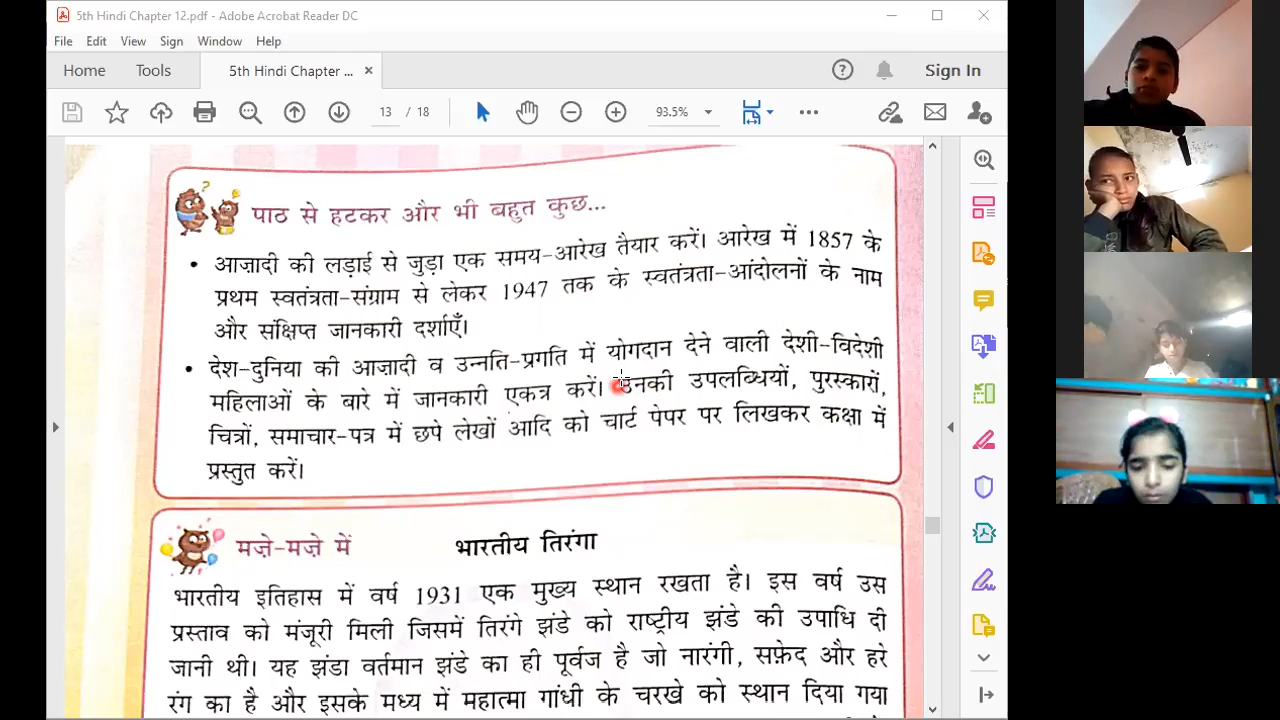 5th Hindi Chapter 12.pdf - Adobe Acrobat Reader DC
File Edit View Sign Window Help
Home Tools 5th Hindi Chapter ... × Sign In
13 / 18 93.5%
पाठ से हटकर और भी बहुत कुछ...
• आज़ादी की लड़ाई से जुड़ा एक समय-आरेख तैयार करें। आरेख में 1857 के
प्रथम स्वतंत्रता-संग्राम से लेकर 1947 तक के स्वतंत्रता-आंदोलनों के नाम
और संक्षिप्त जानकारी दर्शाएँ।
• देश-दुनिया की आज़ादी व उन्नति-प्रगति में योगदान देने वाली देशी-विदेशी
महिलाओं के बारे में जानकारी एकत्र करें। उनकी उपलब्धियों, पुरस्कारों,
चित्रों, समाचार-पत्र में छपे लेखों आदि को चार्ट पेपर पर लिखकर कक्षा में
प्रस्तुत करें।
मज़े-मज़े में भारतीय तिरंगा
भारतीय इतिहास में वर्ष 1931 एक मुख्य स्थान रखता है। इस वर्ष उस
प्रस्ताव को मंजूरी मिली जिसमें तिरंगे झंडे को राष्ट्रीय झंडे की उपाधि दी
जानी थी। यह झंडा वर्तमान झंडे का ही पूर्वज है जो नारंगी, सफ़ेद और हरे
रंग का है और इसके मध्य में महात्मा गांधी के चरखे को स्थान दिया गया